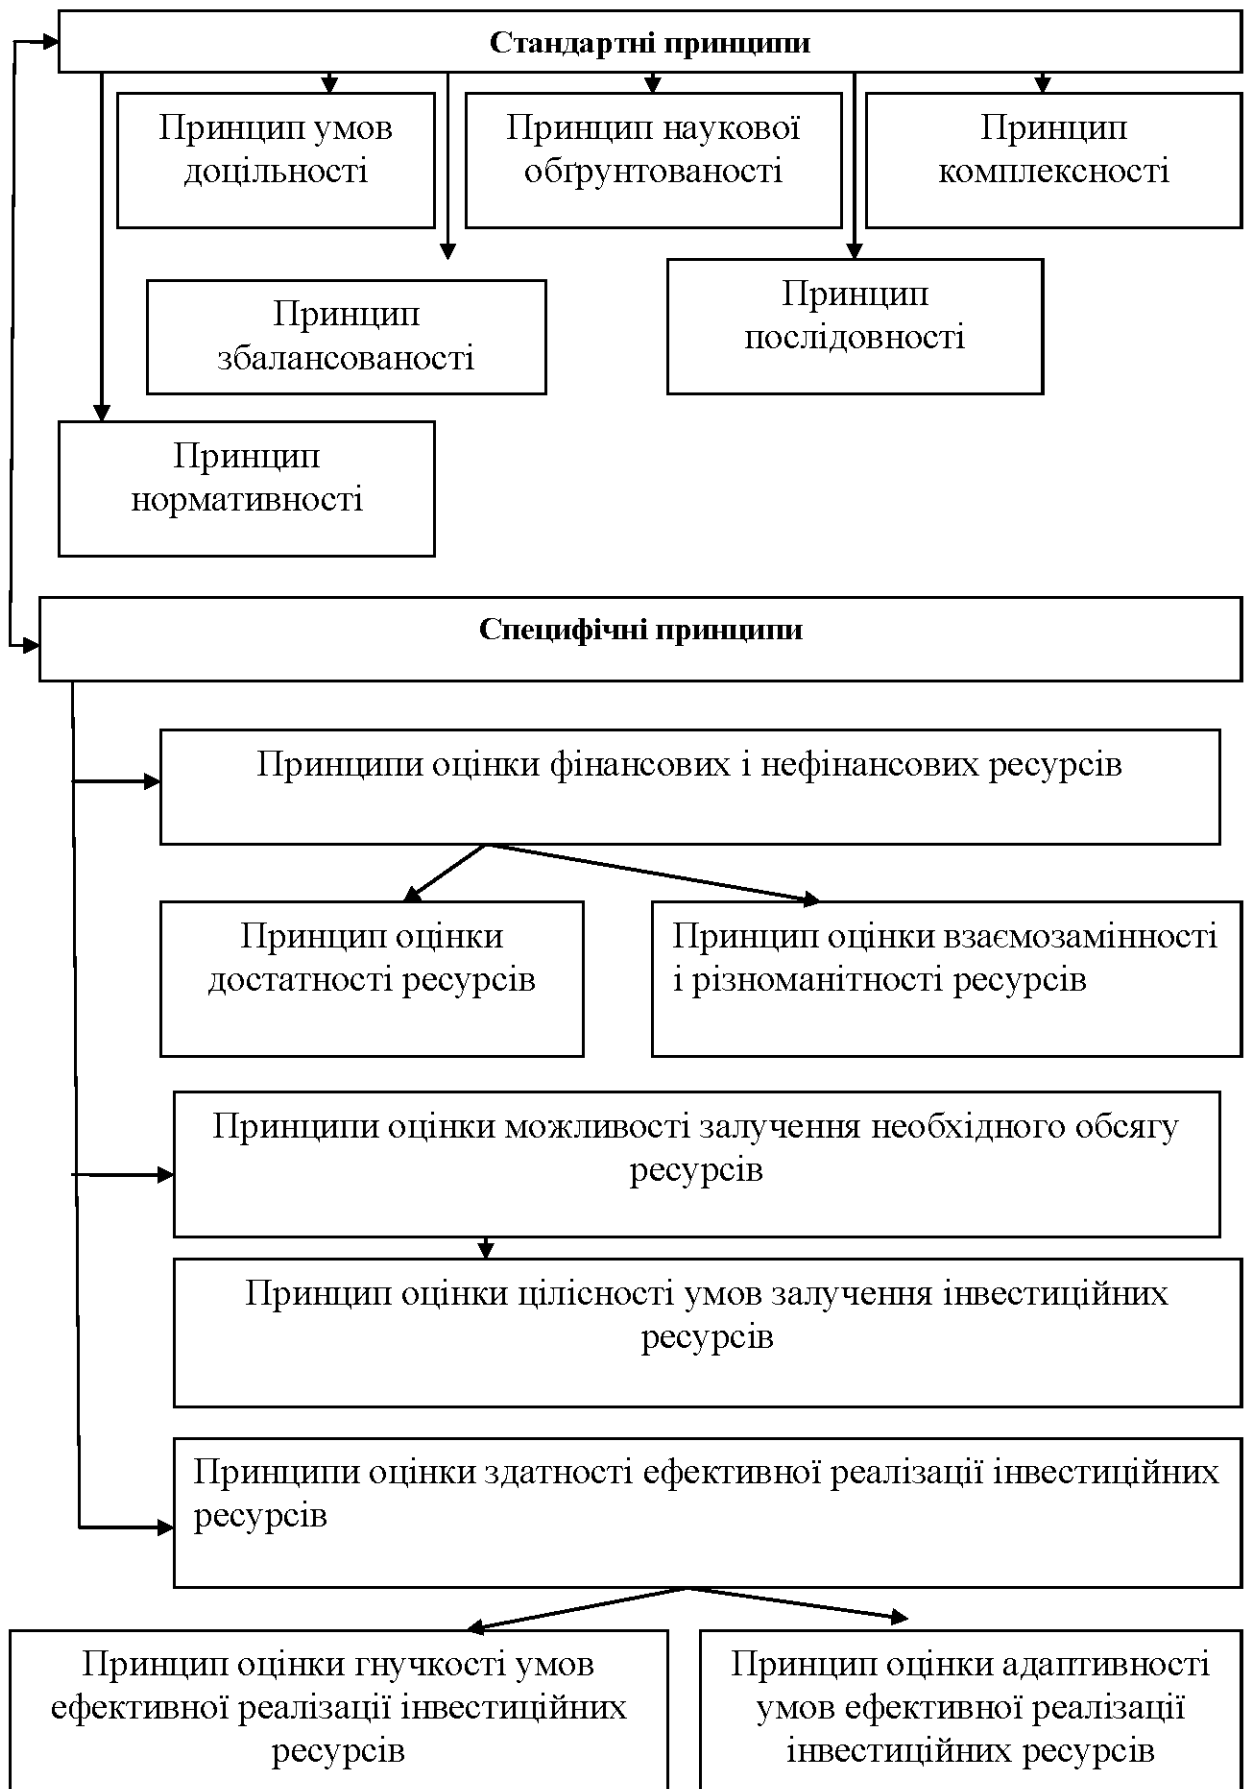 Стандартні принципи
Принцип умов
доцільності
Принцип наукової
обґрунтованості
Принцип
комплексності
Принцип
збалансованості
Принцип
послідовності
Принцип
нормативності
Специфічні принципи
Принципи оцінки фінансових і нефінансових ресурсів
Принцип оцінки
достатності ресурсів
Принцип оцінки взаємозамінності
і різноманітності ресурсів
Принципи оцінки можливості залучення необхідного обсягу
ресурсів
Принцип оцінки цілісності умов залучення інвестиційних
ресурсів
Принципи оцінки здатності ефективної реалізації інвестиційних
ресурсів
Принцип оцінки гнучкості умов
ефективної реалізації інвестиційних
ресурсів
Принцип оцінки адаптивності
умов ефективної реалізації
інвестиційних ресурсів